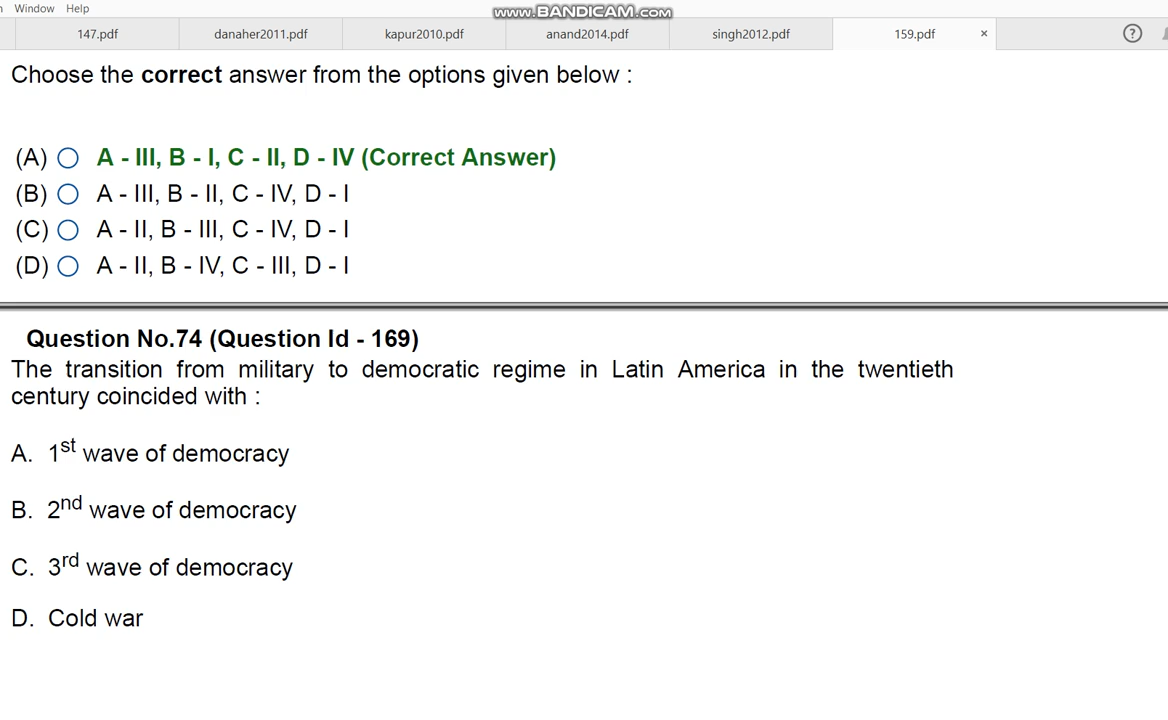 Window Help
www.BANDICAM.COM
147.pdf danaher2011.pdf kapur2010.pdf anand2014.pdf singh2012.pdf 159.pdf × ?
Choose the correct answer from the options given below :
(A) A - III, B - I, C - II, D - IV (Correct Answer)
(B) A - III, B - II, C - IV, D - I
(C) A - II, B - III, C - IV, D - I
(D) A - II, B - IV, C - III, D - I
Question No.74 (Question Id - 169)
The transition from military to democratic regime in Latin America in the twentieth
century coincided with :
A. 1st wave of democracy
B. 2nd wave of democracy
C. 3rd wave of democracy
D. Cold war